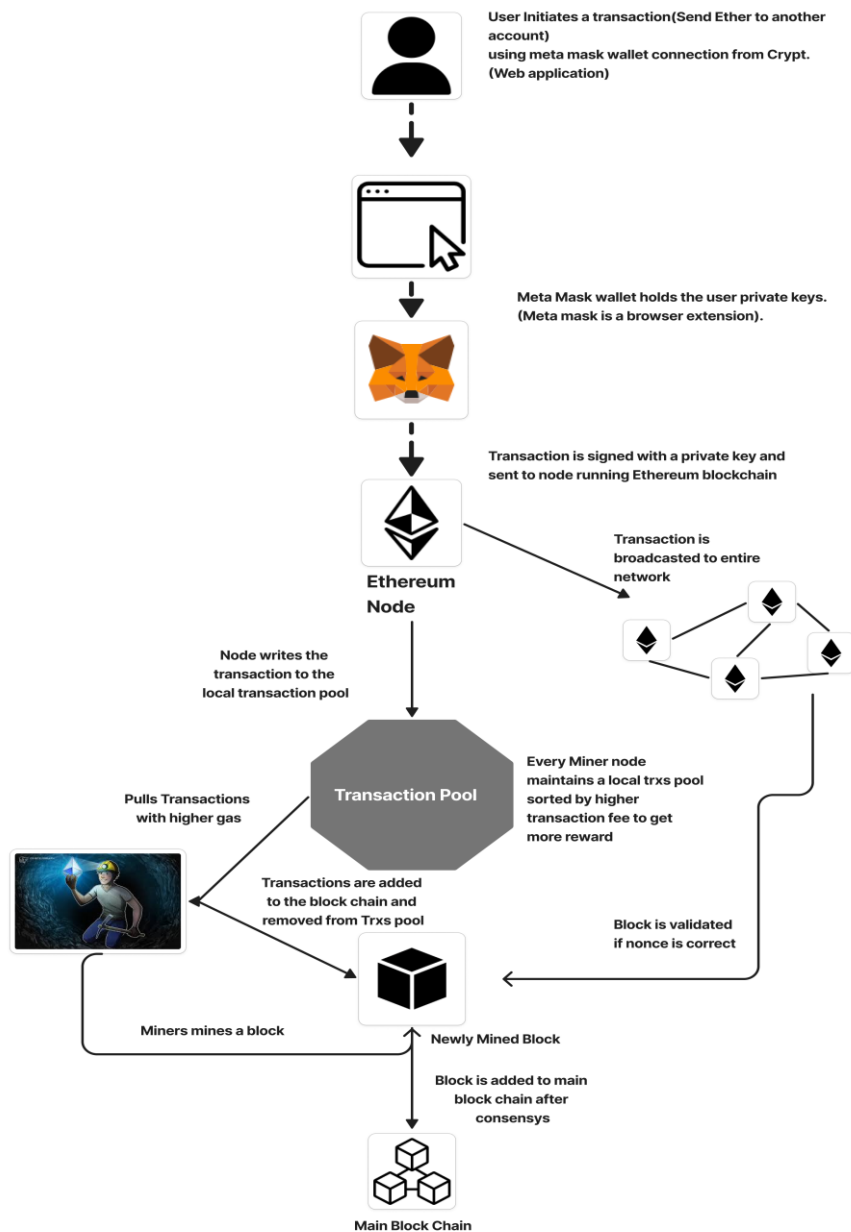 User Initiates a transaction(Send Ether to another
account)
using meta mask wallet connection from Crypt.
(Web application)
Meta Mask wallet holds the user private keys.
(Meta mask is a browser extension).
Transaction is signed with a private key and
sent to node running Ethereum blockchain
Ethereum
Node
Transaction is
broadcasted to entire
network
Node writes the
transaction to the
local transaction pool
Transaction Pool
Every Miner node
maintains a local trxs pool
sorted by higher
transaction fee to get
more reward
Pulls Transactions
with higher gas
Transactions are added
to the block chain and
removed from Trxs pool
Block is validated
if nonce is correct
Miners mines a block
Newly Mined Block
Block is added to main
block chain after
consensys
Main Block Chain